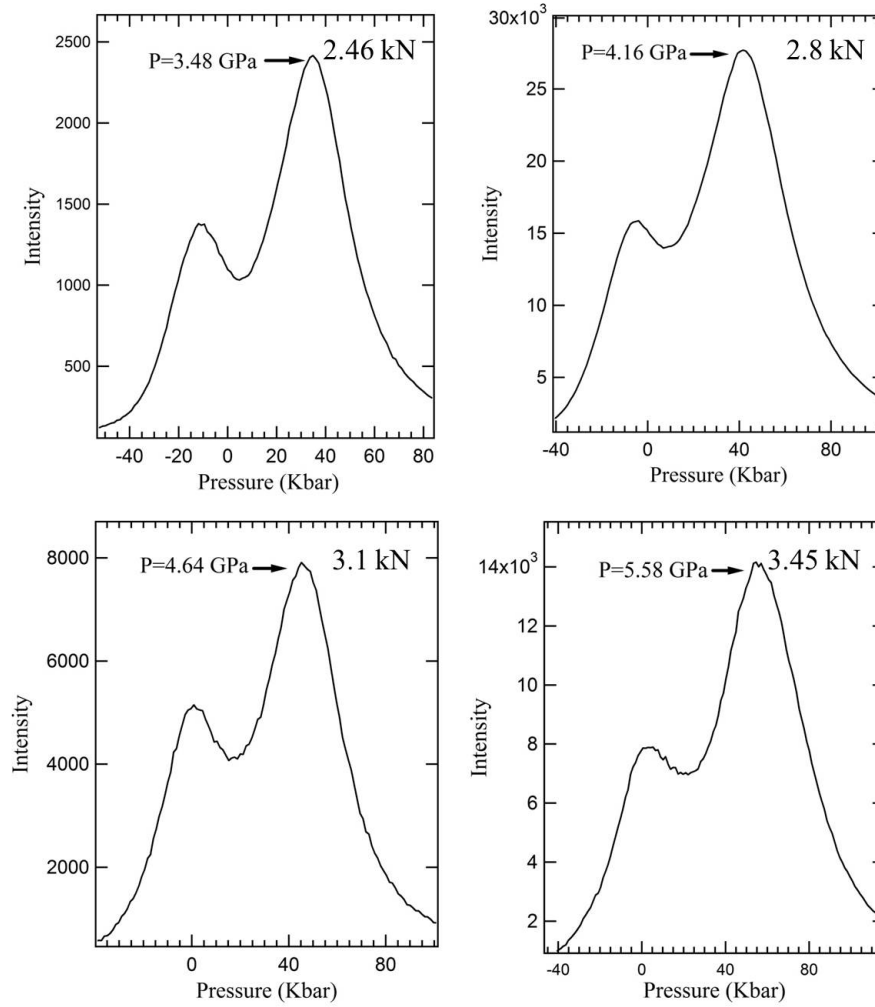 2500
2000
1500
1000
500
Intensity
P=3.48 GPa
2.46 kN
-40 -20 0 20 40 60 80
Pressure (Kbar)
30x10³
25
20
15
10
5
Intensity
P=4.16 GPa
2.8 kN
-40 0 40 80
Pressure (Kbar)
8000
6000
4000
2000
Intensity
P=4.64 GPa
3.1 kN
0 40 80
Pressure (Kbar)
14x10³
12
10
8
6
4
2
Intensity
P=5.58 GPa
3.45 kN
-40 0 40 80
Pressure (Kbar)